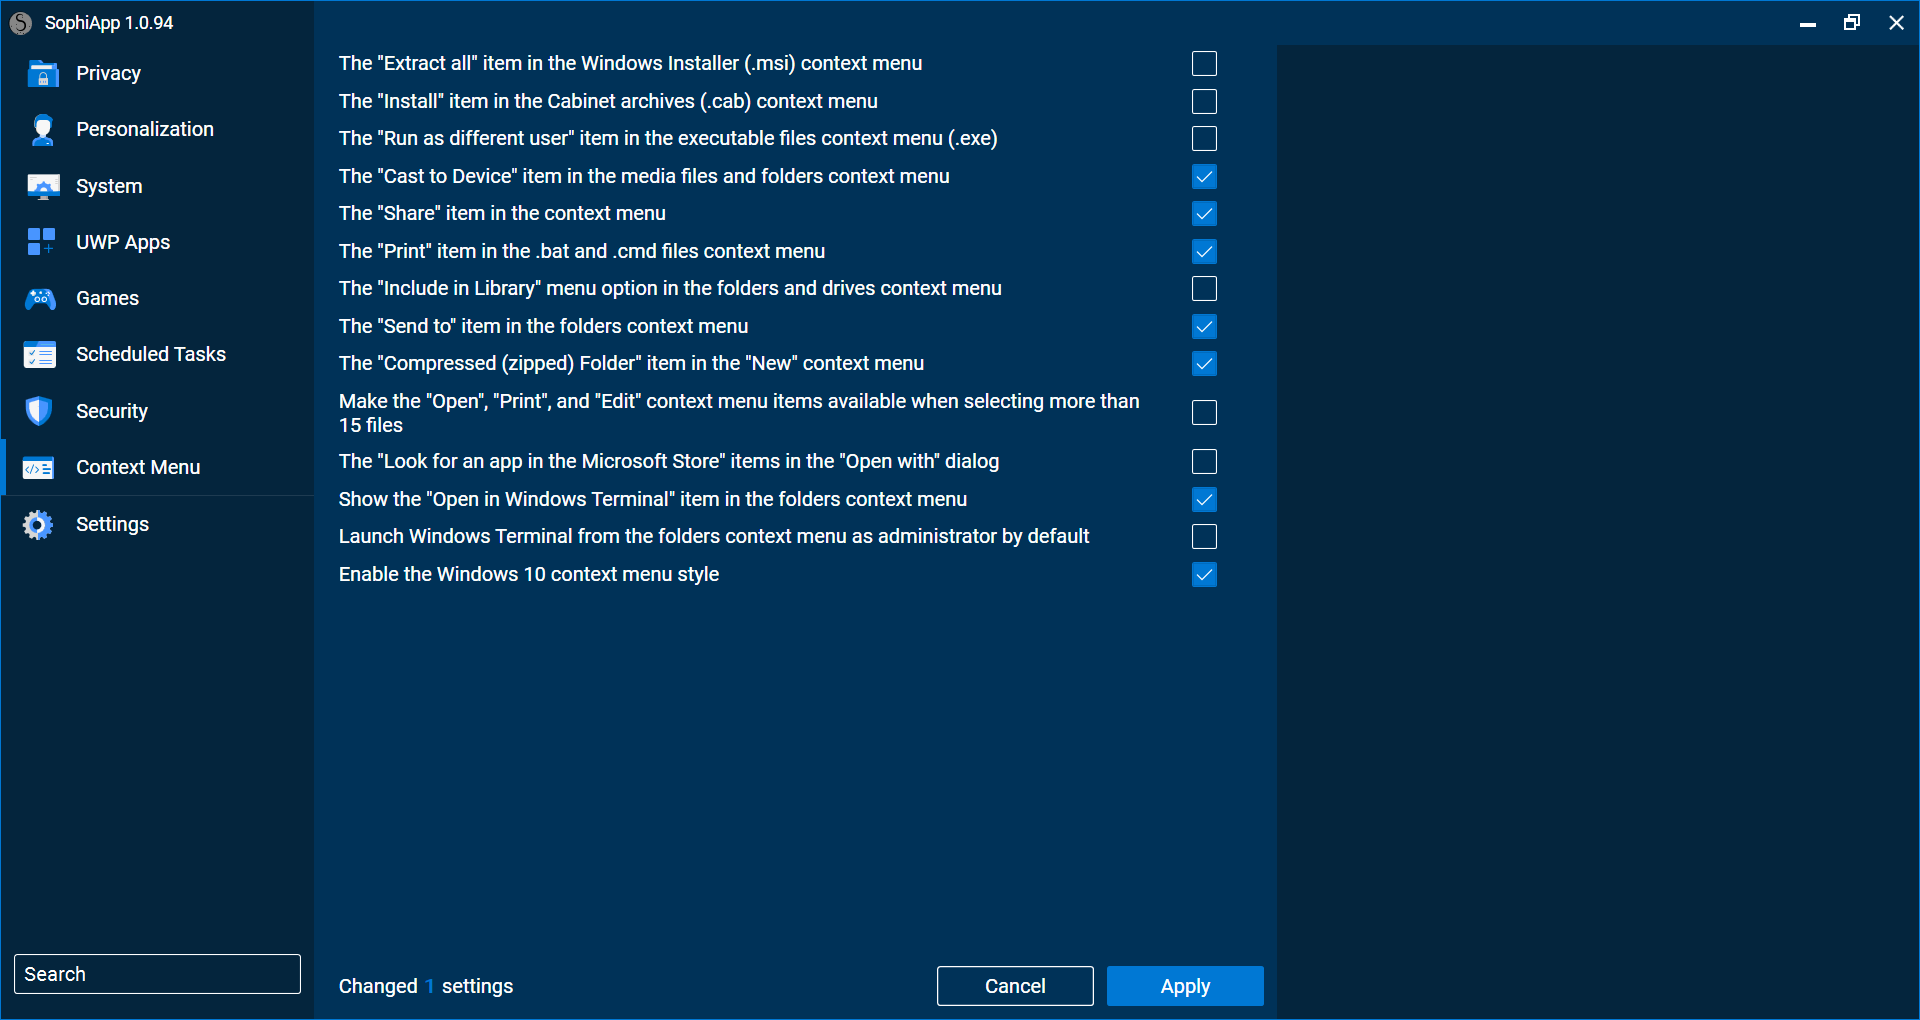 SophiApp 1.0.94
Privacy
Personalization
System
UWP Apps
Games
Scheduled Tasks
Security
Context Menu
Settings
Search
The "Extract all" item in the Windows Installer (.msi) context menu
The "Install" item in the Cabinet archives (.cab) context menu
The "Run as different user" item in the executable files context menu (.exe)
The "Cast to Device" item in the media files and folders context menu
The "Share" item in the context menu
The "Print" item in the .bat and .cmd files context menu
The "Include in Library" menu option in the folders and drives context menu
The "Send to" item in the folders context menu
The "Compressed (zipped) Folder" item in the "New" context menu
Make the "Open", "Print", and "Edit" context menu items available when selecting more than
15 files
The "Look for an app in the Microsoft Store" items in the "Open with" dialog
Show the "Open in Windows Terminal" item in the folders context menu
Launch Windows Terminal from the folders context menu as administrator by default
Enable the Windows 10 context menu style
Changed 1 settings
Cancel
Apply